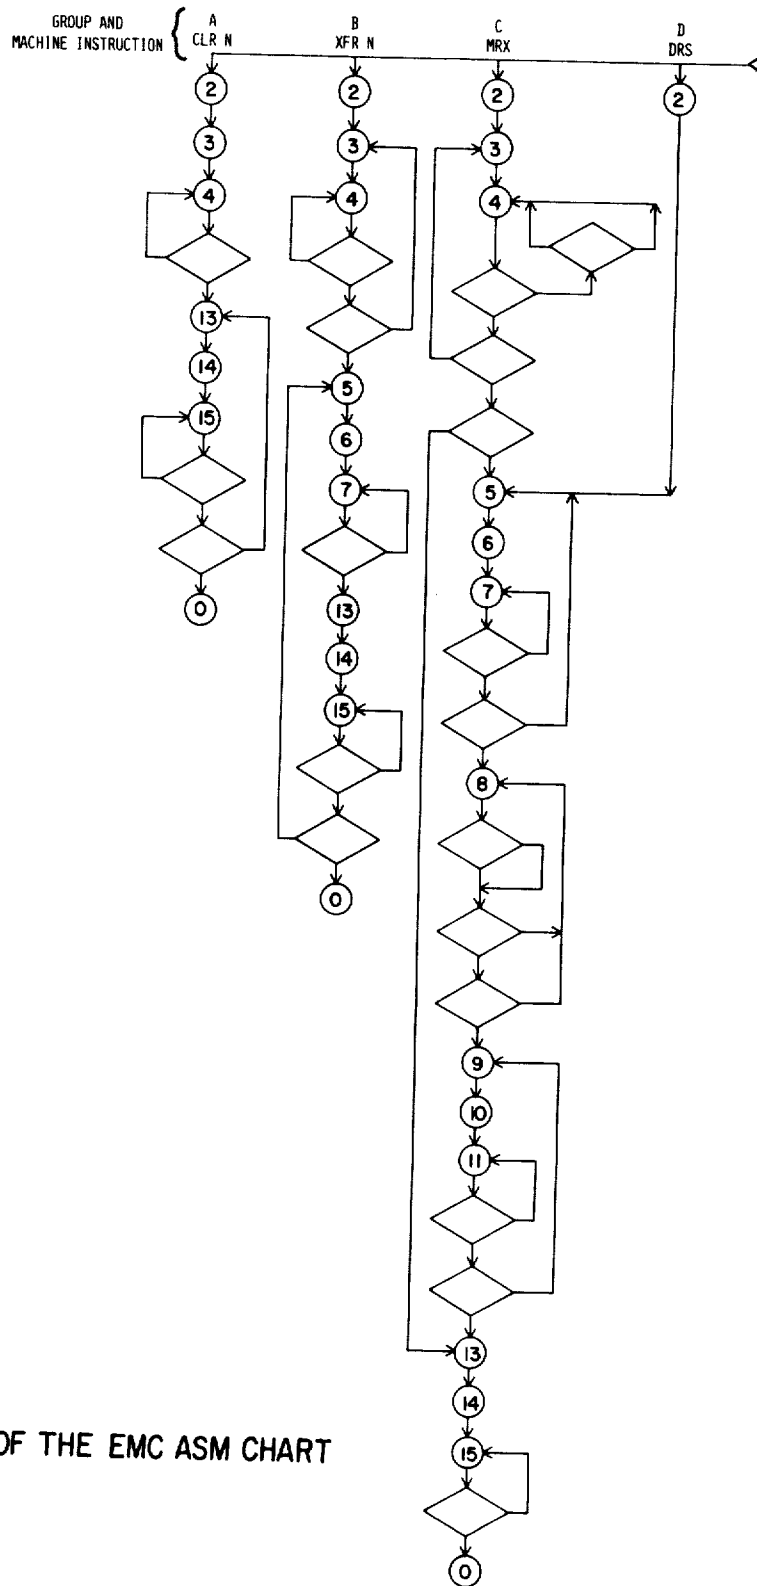 GROUP AND
MACHINE INSTRUCTION
A
CLR N
B
XFR N
C
MRX
D
DRS
2
3
4
13
14
15
0
2
3
4
5
6
7
13
14
15
0
2
3
4
5
6
7
8
9
10
11
13
14
15
0
2
OF THE EMC ASM CHART